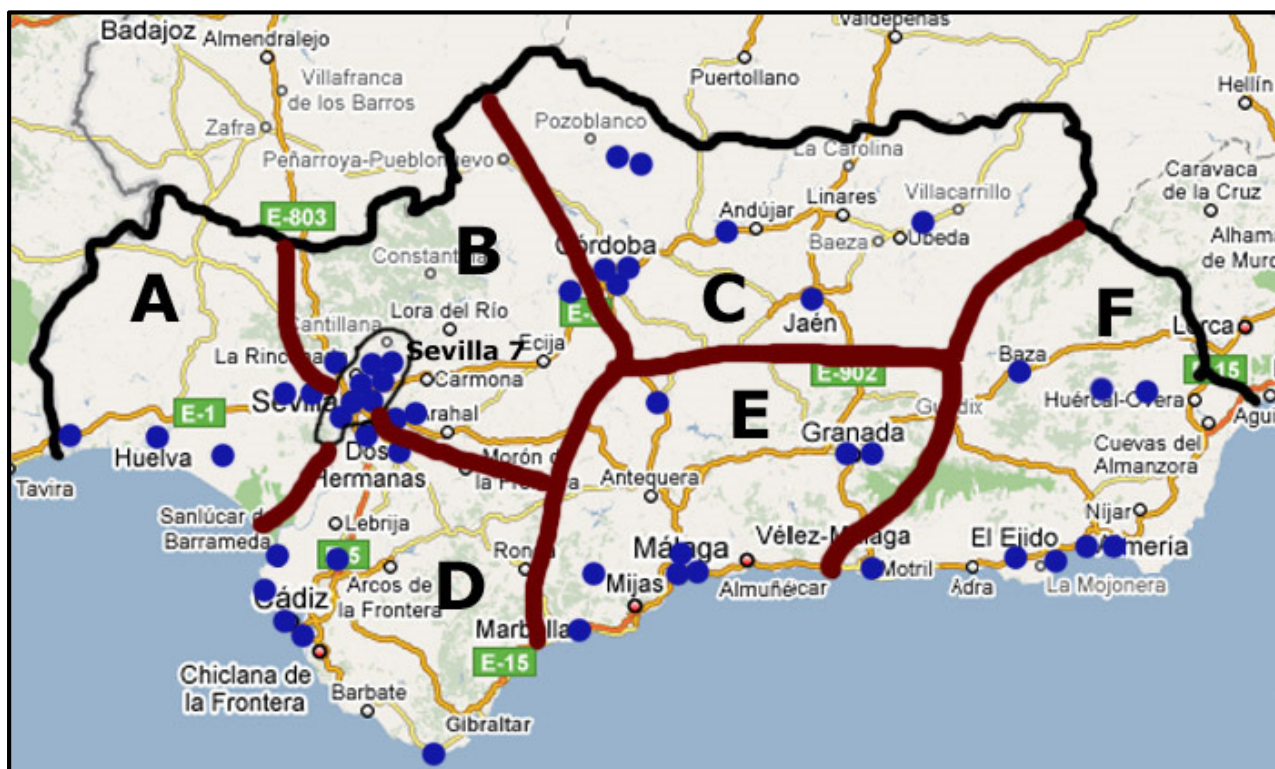 Badajoz
Almendralejo
Valdepeñas
Puertollano
Villafranca
de los Barros
Hellín
Zafra
Pozoblanco
Peñarroya-Pueblonuevo
La Carolina
Caravaca
de la Cruz
E-803
Linares
Villacarrillo
Andújar
Baeza
Úbeda
Alhama
de Murc
B
Córdoba
Constantina
A
C
F
Lora del Río
Cantillana
Jaén
E-
Lorca
Ecija
Sevilla 7
La Rinconada
Baza
E-902
15
Carmona
Sevilla
E-1
Arahal
E
Guadix
Huércal-Overa
Agui
Huelva
Granada
Dos
Hermanas
Morón de
la Frontera
Cuevas del
Almanzora
Antequera
Tavira
Sanlúcar de
Barrameda
Lebrija
Níjar
Vélez-Málaga
El Ejido
Almería
5
Ronda
Málaga
Arcos de
la Frontera
D
Mijas
Almuñécar
Motril
Adra
La Mojonera
Cádiz
Marbella
E-15
Chiclana de
la Frontera
Barbate
Gibraltar